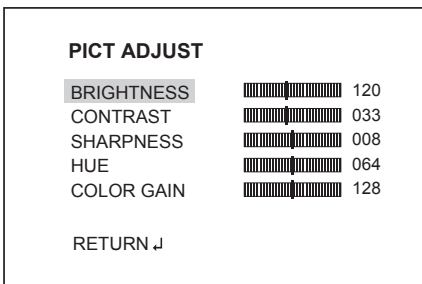 PICT ADJUST
BRIGHTNESS 120
CONTRAST 033
SHARPNESS 008
HUE 064
COLOR GAIN 128
RETURN ↲